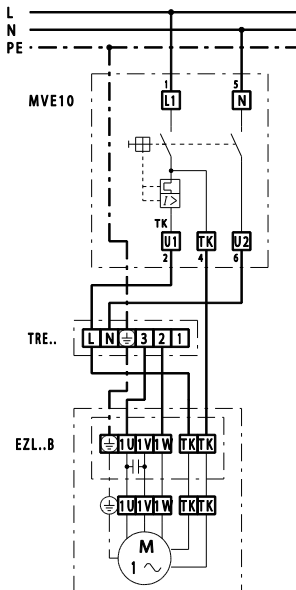 L
N
PE
1 5
MVE10 L1 N
I>
TK
U1 TK U2
2 4 6
TRE.. L N 3 2 1
EZL..B 1U 1V 1W TK TK
1U 1V 1W TK TK
M
1 ~